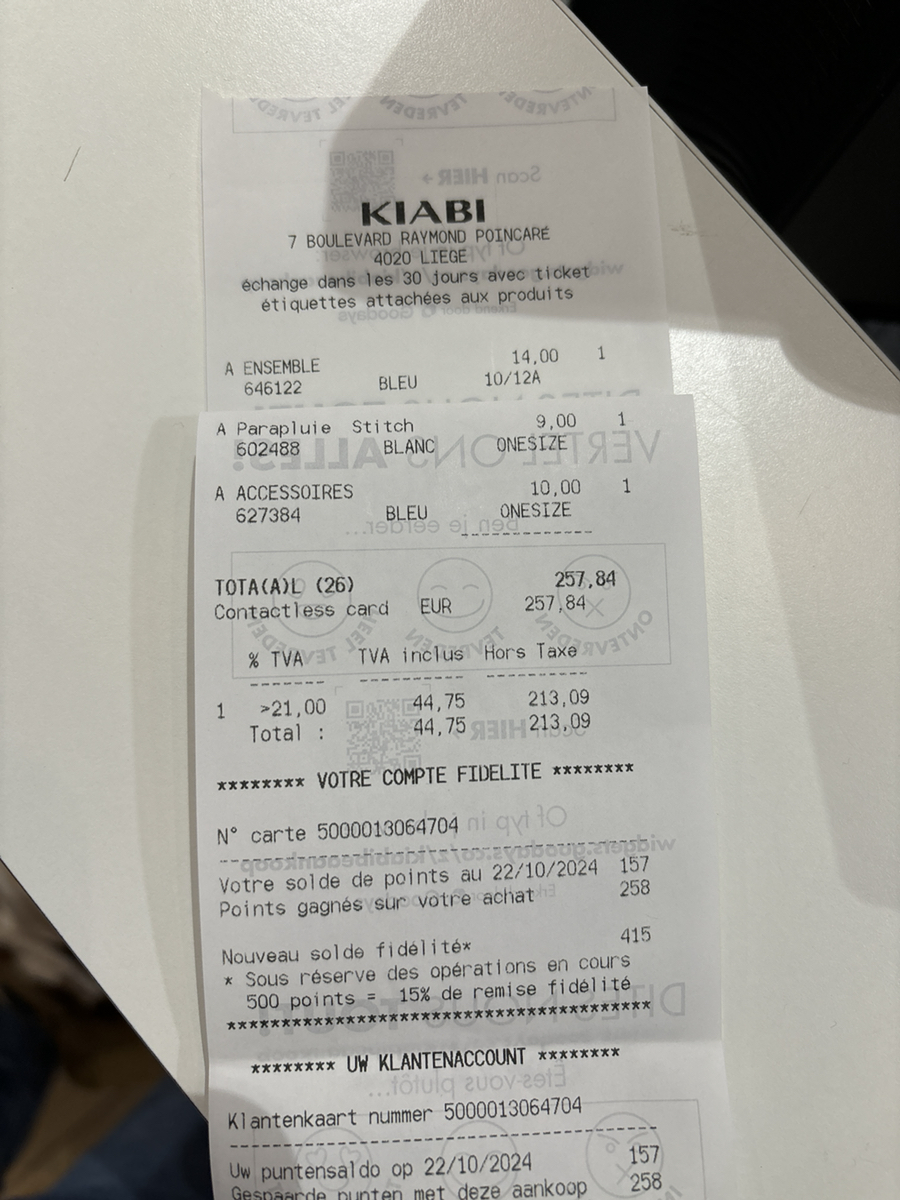 KIABI
7 BOULEVARD RAYMOND POINCARÉ
4020 LIEGE
échange dans les 30 jours avec ticket
étiquettes attachées aux produits
A ENSEMBLE 14,00 1
646122 BLEU 10/12A
A Parapluie Stitch 9,00 1
602488 BLANC ONESIZE
A ACCESSOIRES 10,00 1
627384 BLEU ONESIZE
-------------
TOTA(A)L (26) 257,84
Contactless card EUR 257,84
% TVA TVA inclus Hors Taxe
------- ---------- ----------
1 >21,00 44,75 213,09
Total : 44,75 213,09
******** VOTRE COMPTE FIDELITE ********
N° carte 5000013064704
Votre solde de points au 22/10/2024 157
Points gagnés sur votre achat 258
Nouveau solde fidélité* 415
* Sous réserve des opérations en cours
500 points = 15% de remise fidélité
****************************************
******** UW KLANTENACCOUNT ********
Klantenkaart nummer 5000013064704
Uw puntensaldo op 22/10/2024 157
Gespaarde punten met deze aankoop 258